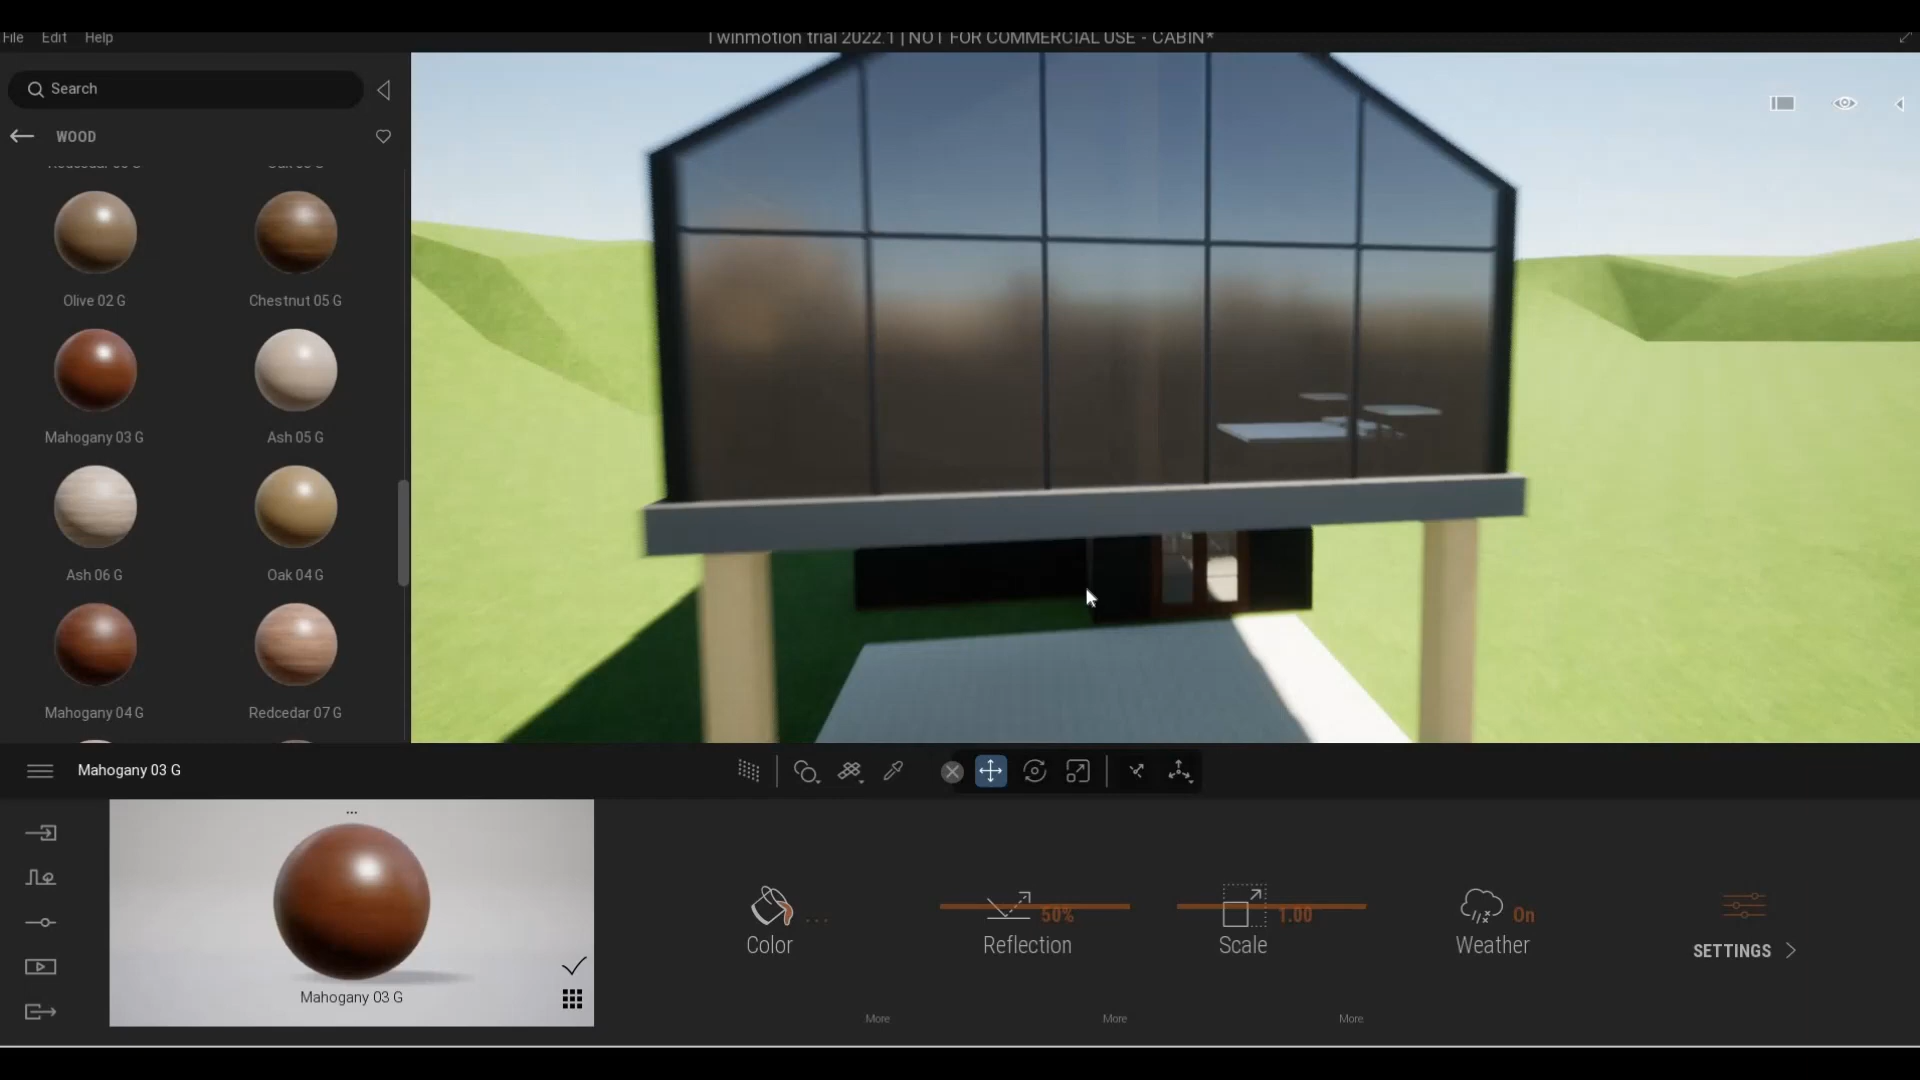 File Edit Help
Twinmotion trial 2022.1 | NOT FOR COMMERCIAL USE - CABIN*
Search
WOOD
Olive 02 G
Chestnut 05 G
Mahogany 03 G
Ash 05 G
Ash 06 G
Oak 04 G
Mahogany 04 G
Redcedar 07 G
Mahogany 03 G
Mahogany 03 G
...
Color
50%
Reflection
1.00
Scale
On
Weather
SETTINGS
More
More
More